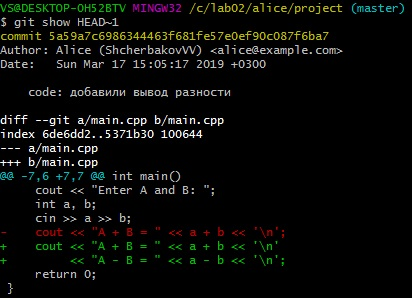 VS@DESKTOP-OH52BTV MINGW32 /c/lab02/alice/project (master)
$ git show HEAD~1
commit 5a59a7c6986344463f681fe57e0ef90c087f6ba7
Author: Alice (ShcherbakovVV) <alice@example.com>
Date:   Sun Mar 17 15:05:17 2019 +0300

    code: добавили вывод разности

diff --git a/main.cpp b/main.cpp
index 6de6dd2..5371b30 100644
--- a/main.cpp
+++ b/main.cpp
@@ -7,6 +7,7 @@ int main()
     cout << "Enter A and B: ";
     int a, b;
     cin >> a >> b;
-    cout << "A + B = " << a + b << '\n';
+    cout << "A + B = " << a + b << '\n'
+         << "A - B = " << a - b << '\n';
     return 0;
 }